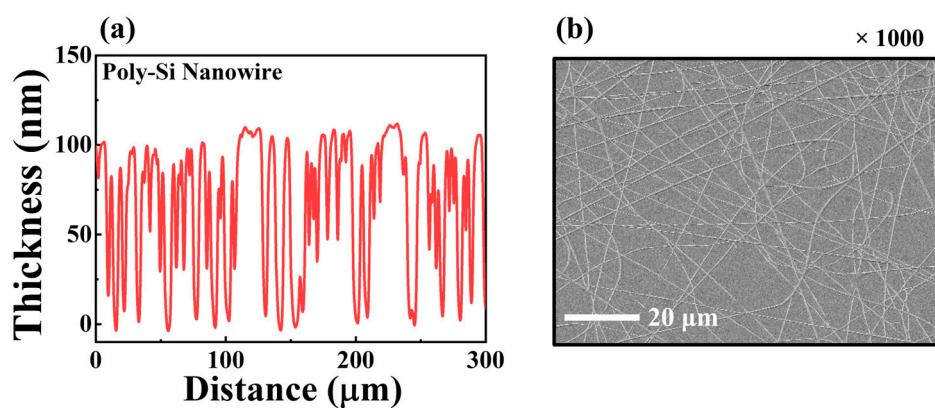 (a)
Poly-Si Nanowire
Thickness (nm)
150
100
50
0
0 100 200 300
Distance (μm)
(b)
× 1000
20 μm